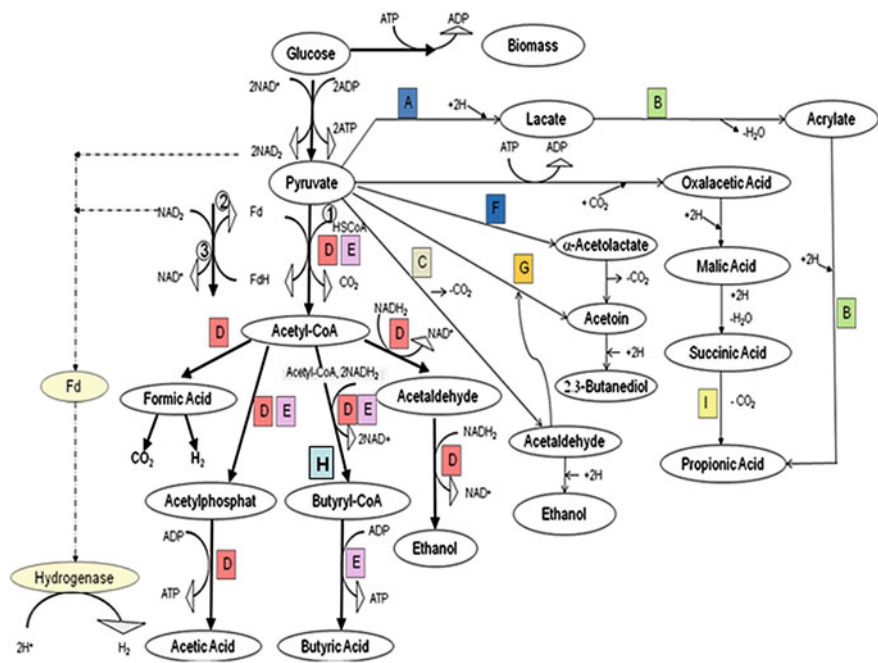 ATP
ADP
Glucose
Biomass
2NAD⁺
2ADP
2ATP
2NAD₂
A
+2H
Lacate
B
-H₂O
Acrylate
Pyruvate
ATP
ADP
+ CO₂
Oxalacetic Acid
NAD₂
②
Fd
①
HSCoA
③
NAD⁺
FdH
D
E
CO₂
C
-CO₂
F
G
α-Acetolactate
-CO₂
+2H
Malic Acid
+2H
-H₂O
+2H
B
Acetoin
+2H
2.3-Butanediol
Succinic Acid
I
- CO₂
Propionic Acid
D
Acetyl-CoA
NADH₂
D
NAD⁺
Fd
Formic Acid
CO₂
H₂
D
E
Acetyl-CoA, 2NADH₂
D
E
2NAD+
Acetaldehyde
NADH₂
D
NAD⁺
Ethanol
Acetaldehyde
+2H
Ethanol
H
Acetylphosphat
Butyryl-CoA
ADP
D
ATP
ADP
E
ATP
Hydrogenase
2H⁺
H₂
Acetic Acid
Butyric Acid